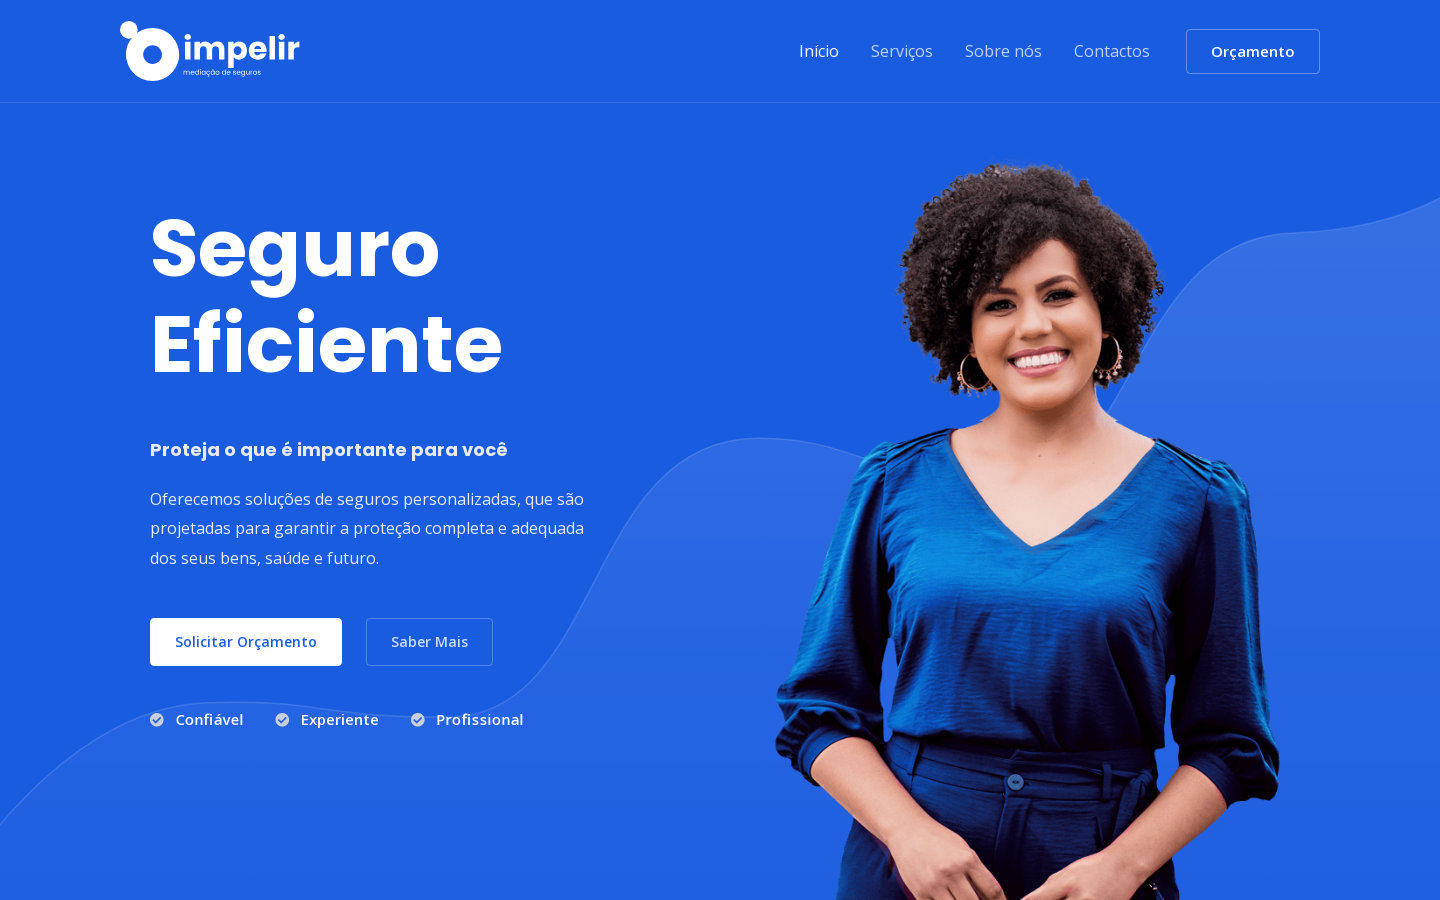 impelir
mediação de seguros
Início Serviços Sobre nós Contactos Orçamento
Seguro
Eficiente
Proteja o que é importante para você
Oferecemos soluções de seguros personalizadas, que são
projetadas para garantir a proteção completa e adequada
dos seus bens, saúde e futuro.
Solicitar Orçamento Saber Mais
Confiável Experiente Profissional